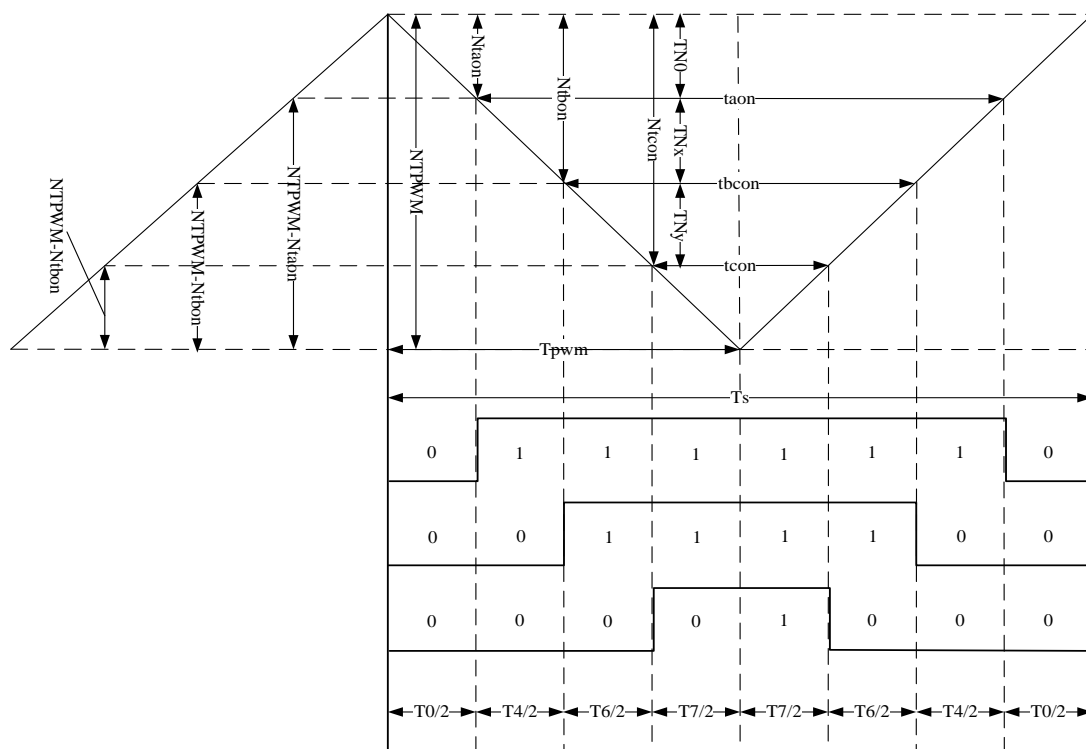 Ntaon
Ntbon
Ntcon
TN0
taon
TNx
tbcon
TNy
tcon
NTPWM
NTPWM-Ntaon
NTPWM-Ntbon
NTPWM-Ntbon
Tpwm
Ts
0 1 1 1 1 1 1 0
0 0 1 1 1 1 0 0
0 0 0 0 1 0 0 0
T0/2 T4/2 T6/2 T7/2 T7/2 T6/2 T4/2 T0/2